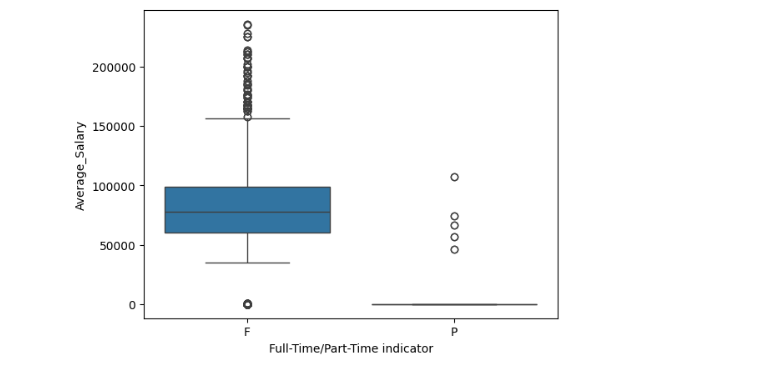 200000
150000
100000
50000
0
Average_Salary
F
P
Full-Time/Part-Time indicator